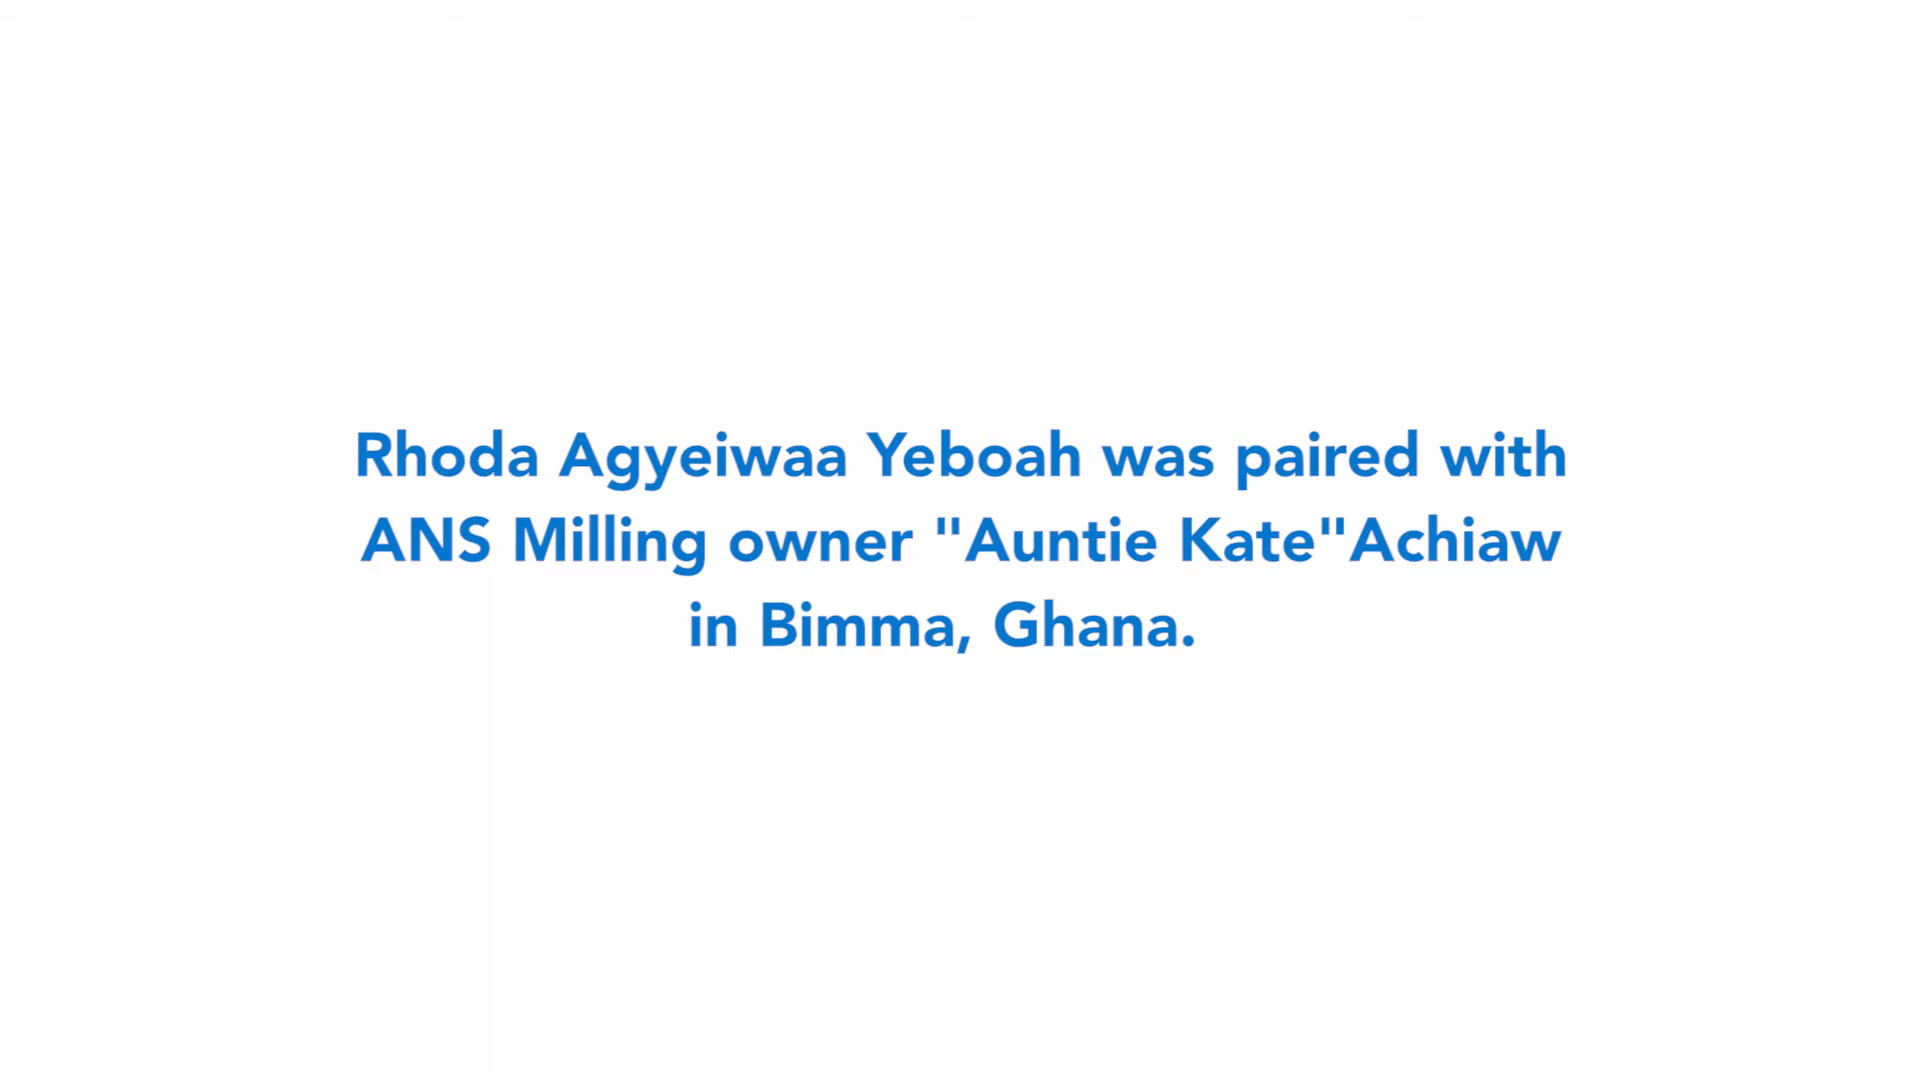 Rhoda Agyeiwaa Yeboah was paired with
ANS Milling owner "Auntie Kate"Achiaw
in Bimma, Ghana.